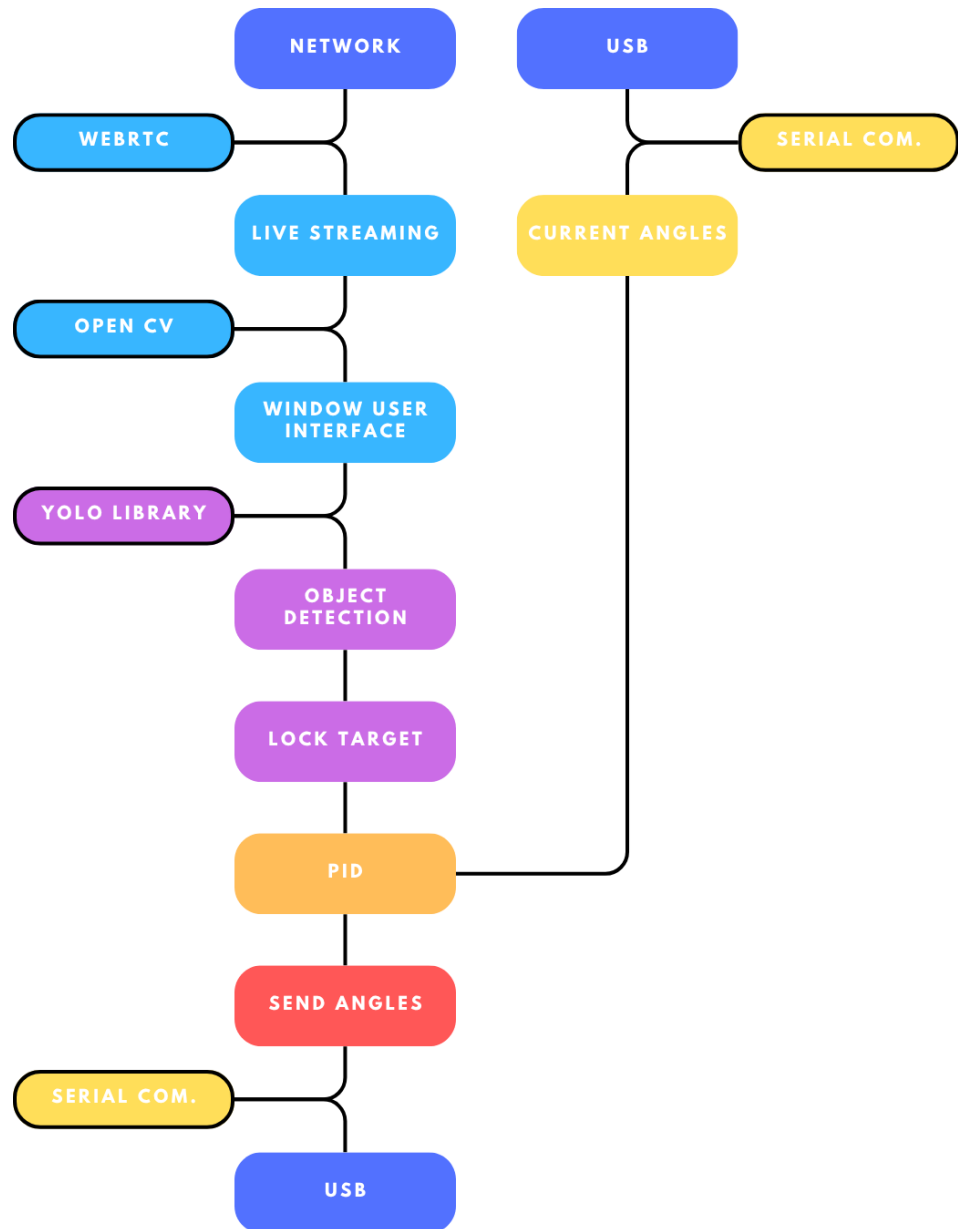 NETWORK
USB
WEBRTC
SERIAL COM.
LIVE STREAMING
CURRENT ANGLES
OPEN CV
WINDOW USER
INTERFACE
YOLO LIBRARY
OBJECT
DETECTION
LOCK TARGET
PID
SEND ANGLES
SERIAL COM.
USB